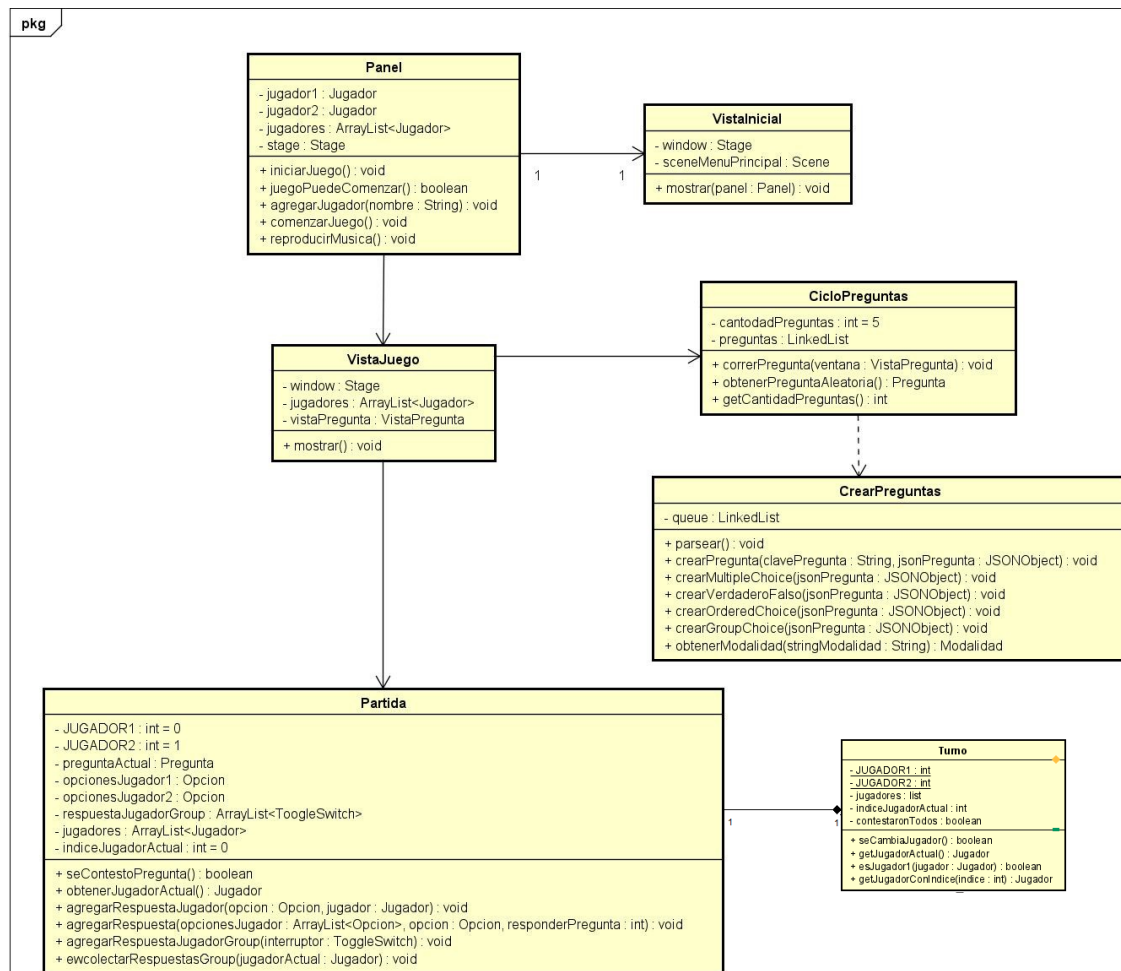 pkg
Panel
- jugador1 : Jugador
- jugador2 : Jugador
- jugadores : ArrayList<Jugador>
- stage : Stage
+ iniciarJuego() : void
+ juegoPuedeComenzar() : boolean
+ agregarJugador(nombre : String) : void
+ comenzarJuego() : void
+ reproducirMusica() : void
1
1
VistaInicial
- window : Stage
- sceneMenuPrincipal : Scene
+ mostrar(panel : Panel) : void
CicloPreguntas
- cantodadPreguntas : int = 5
- preguntas : LinkedList
+ correrPregunta(ventana : VistaPregunta) : void
+ obtenerPreguntaAleatoria() : Pregunta
+ getCantidadPreguntas() : int
VistaJuego
- window : Stage
- jugadores : ArrayList<Jugador>
- vistaPregunta : VistaPregunta
+ mostrar() : void
CrearPreguntas
- queue : LinkedList
+ parsear() : void
+ crearPregunta(clavePregunta : String, jsonPregunta : JSONObject) : void
+ crearMultipleChoice(jsonPregunta : JSONObject) : void
+ crearVerdaderoFalso(jsonPregunta : JSONObject) : void
+ crearOrderedChoice(jsonPregunta : JSONObject) : void
+ crearGroupChoice(jsonPregunta : JSONObject) : void
+ obtenerModalidad(stringModalidad : String) : Modalidad
Partida
- JUGADOR1 : int = 0
- JUGADOR2 : int = 1
- preguntaActual : Pregunta
- opcionesJugador1 : Opcion
- opcionesJugador2 : Opcion
- respuestaJugadorGroup : ArrayList<ToogleSwitch>
- jugadores : ArrayList<Jugador>
- indiceJugadorActual : int = 0
+ seContestoPregunta() : boolean
+ obtenerJugadorActual() : Jugador
+ agregarRespuestaJugador(opcion : Opcion, jugador : Jugador) : void
+ agregarRespuesta(opcionesJugador : ArrayList<Opcion>, opcion : Opcion, responderPregunta : int) : void
+ agregarRespuestaJugadorGroup(interruptor : ToggleSwitch) : void
+ ewcolectarRespuestasGroup(jugadorActual : Jugador) : void
1
1
Turno
- JUGADOR1 : int
- JUGADOR2 : int
- jugadores : list
- indiceJugadorActual : int
- contestaronTodos : boolean
+ seCambiaJugador() : boolean
+ getJugadorActual() : Jugador
+ esJugador1(jugador : Jugador) : boolean
+ getJugadorConIndice(indice : int) : Jugador